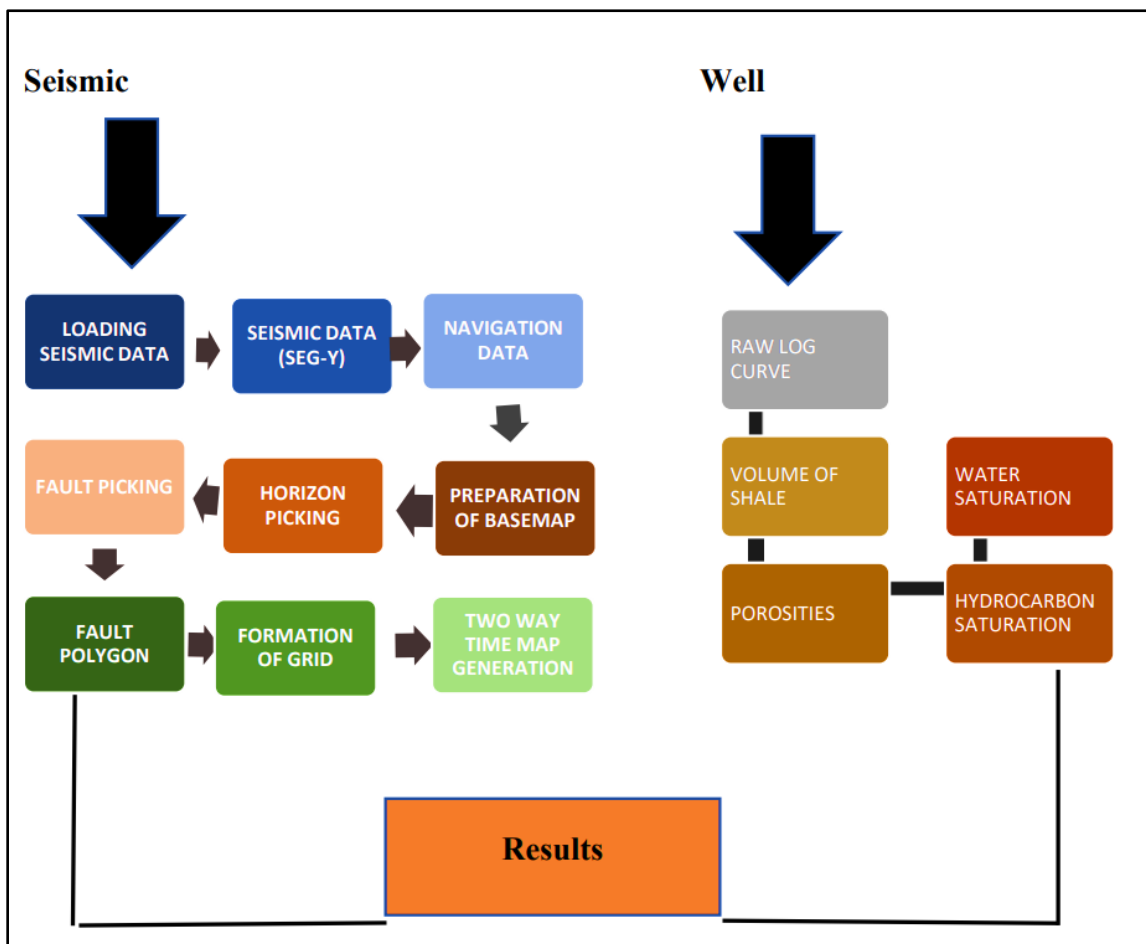 Seismic
Well
LOADING
SEISMIC DATA
SEISMIC DATA
(SEG-Y)
NAVIGATION
DATA
FAULT PICKING
HORIZON
PICKING
PREPARATION
OF BASEMAP
FAULT
POLYGON
FORMATION
OF GRID
TWO WAY
TIME MAP
GENERATION
RAW LOG
CURVE
VOLUME OF
SHALE
WATER
SATURATION
POROSITIES
HYDROCARBON
SATURATION
Results